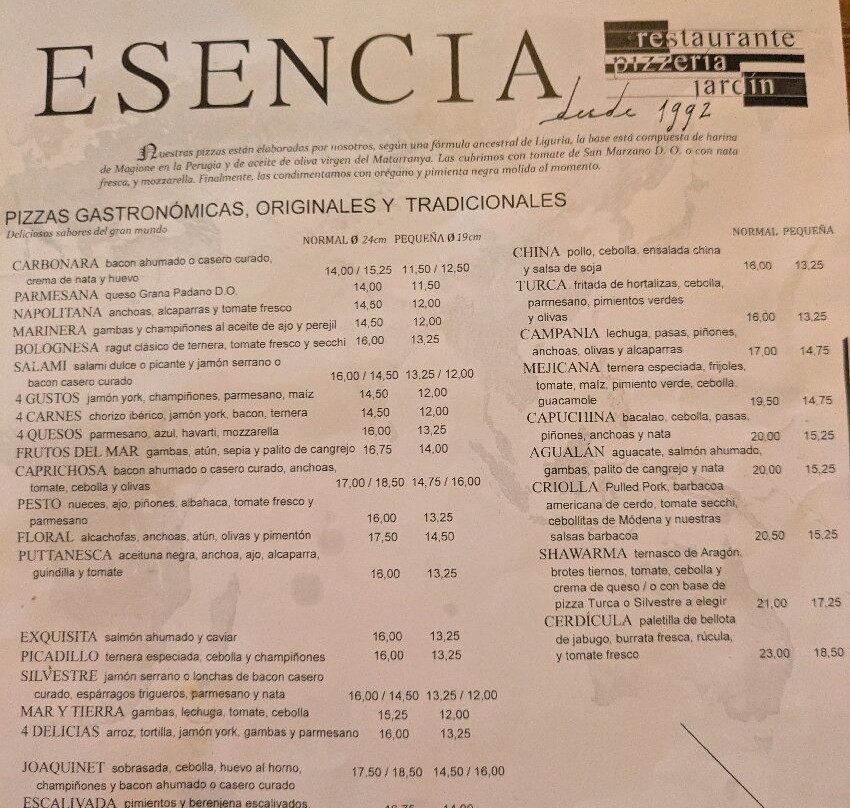 ESENCIA
restaurante
pizzería
jardín
desde 1992
Nuestras pizzas están elaboradas por nosotros, según una fórmula ancestral de Liguria, la base está compuesta de harina
de Magione en la Perugia y de aceite de oliva virgen del Maturranya. Las cubrimos con tomate de San Marzano D. O. o con nata
fresca, y mozzarella. Finalmente, las condimentamos con orégano y pimienta negra molida al momento.
PIZZAS GASTRONÓMICAS, ORIGINALES Y TRADICIONALES
Deliciosos sabores del gran mundo
NORMAL Ø 24cm PEQUEÑA Ø 19cm
CARBONARA bacon ahumado o casero curado,
crema de nata y huevo 14,00 / 15,25 11,50 / 12,50
PARMESANA queso Grana Padano D.O. 14,00 11,50
NAPOLITANA anchoas, alcaparras y tomate fresco 14,50 12,00
MARINERA gambas y champiñones al aceite de ajo y perejil 14,50 12,00
BOLOGNESA ragut clásico de ternera, tomate fresco y secchi 16,00 13,25
SALAMI salami dulce o picante y jamón serrano o
bacon casero curado 16,00 / 14,50 13,25 / 12,00
4 GUSTOS jamón york, champiñones, parmesano, maíz 14,50 12,00
4 CARNES chorizo ibérico, jamón york, bacon, ternera 14,50 12,00
4 QUESOS parmesano, azul, havarti, mozzarella 16,00 13,25
FRUTOS DEL MAR gambas, atún, sepia y palito de cangrejo 16,75 14,00
CAPRICHOSA bacon ahumado o casero curado, anchoas,
tomate, cebolla y olivas 17,00 / 18,50 14,75 / 16,00
PESTO nueces, ajo, piñones, albahaca, tomate fresco y
parmesano 16,00 13,25
FLORAL alcachofas, anchoas, atún, olivas y pimentón 17,50 14,50
PUTTANESCA aceituna negra, anchoa, ajo, alcaparra,
guindilla y tomate 16,00 13,25
EXQUISITA salmón ahumado y caviar 16,00 13,25
PICADILLO ternera especiada, cebolla y champiñones 16,00 13,25
SILVESTRE jamón serrano o lonchas de bacon casero
curado, espárragos trigueros, parmesano y nata 16,00 / 14,50 13,25 / 12,00
MAR Y TIERRA gambas, lechuga, tomate, cebolla 15,25 12,00
4 DELICIAS arroz, tortilla, jamón york, gambas y parmesano 16,00 13,25
JOAQUINET sobrasada, cebolla, huevo al horno,
champiñones y bacon ahumado o casero curado 17,50 / 18,50 14,50 / 16,00
ESCALIVADA pimientos y berenjena escalivados,
NORMAL PEQUEÑA
CHINA pollo, cebolla, ensalada china
y salsa de soja 16,00 13,25
TURCA fritada de hortalizas, cebolla,
parmesano, pimientos verdes
y olivas 16,00 13,25
CAMPANIA lechuga, pasas, piñones,
anchoas, olivas y alcaparras 17,00 14,75
MEJICANA ternera especiada, frijoles,
tomate, maíz, pimiento verde, cebolla,
guacamole 19,50 14,75
CAPUCHINA bacalao, cebolla, pasas,
piñones, anchoas y nata 20,00 15,25
AGUALÁN aguacate, salmón ahumado,
gambas, palito de cangrejo y nata 20,00 15,25
CRIOLLA Pulled Pork, barbacoa
americana de cerdo, tomate secchi,
cebollitas de Módena y nuestras
salsas barbacoa 20,50 15,25
SHAWARMA ternasco de Aragón,
brotes tiernos, tomate, cebolla y
crema de queso / o con base de
pizza Turca o Silvestre a elegir 21,00 17,25
CERDÍCULA paletilla de bellota
de jabugo, burrata fresca, rúcula,
y tomate fresco 23,00 18,50